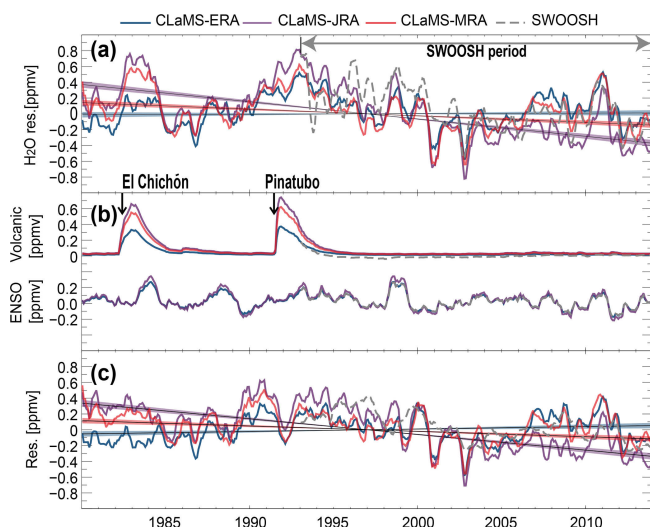 CLaMS-ERA CLaMS-JRA CLaMS-MRA SWOOSH
(a)
SWOOSH period
H2O res.[ppmv]
0.8
0.6
0.4
0.2
0
−0.2
−0.4
−0.6
−0.8
(b)
El Chichón
Pinatubo
Volcanic
[ppmv]
0.6
0.4
0.2
0
ENSO
[ppmv]
0.2
0.0
−0.2
(c)
Res. [ppmv]
0.8
0.6
0.4
0.2
0
−0.2
−0.4
−0.6
−0.8
1985 1990 1995 2000 2005 2010